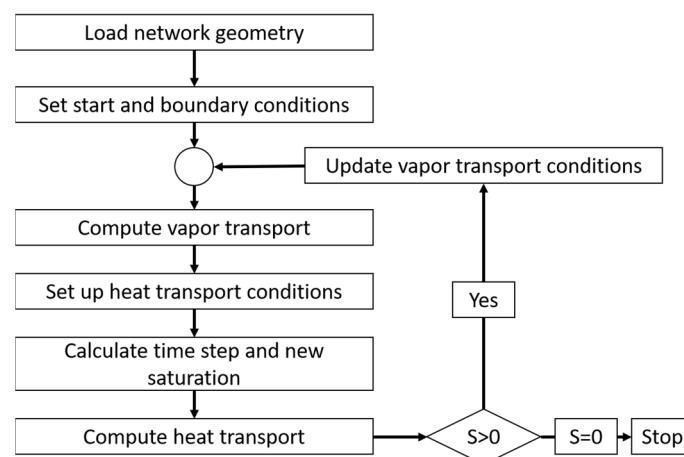 Load network geometry
Set start and boundary conditions
Update vapor transport conditions
Compute vapor transport
Set up heat transport conditions
Yes
Calculate time step and new
saturation
Compute heat transport
S>0
S=0
Stop